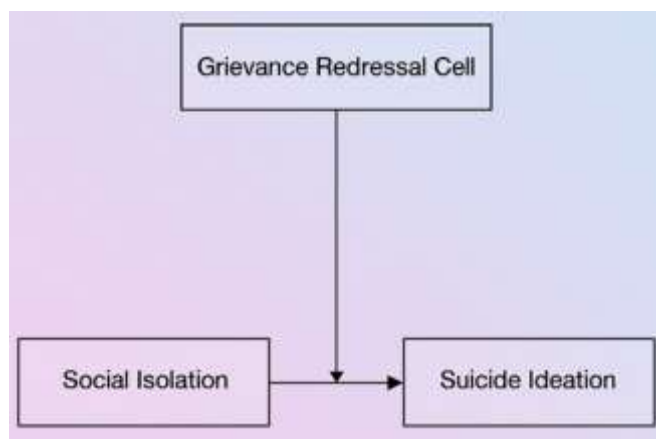 Grievance Redressal Cell
Social Isolation
Suicide Ideation